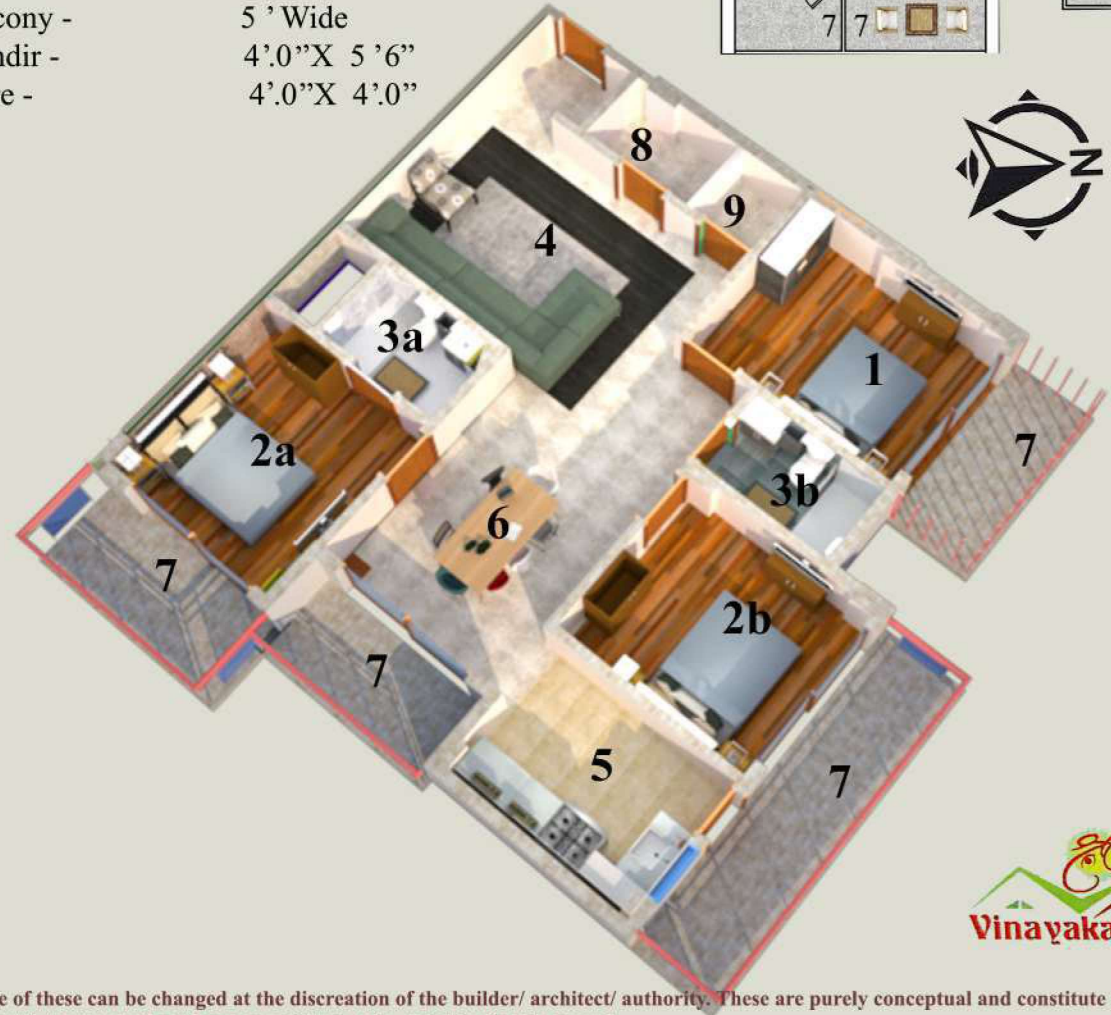 cony - 5 ’ Wide
ndir - 4’.0”X 5 ’6”
re - 4’.0”X 4’.0”
7 7
N
8
9
4
3a
1
2a
7
3b
6
7
2b
7
5
7
Vinayaka
e of these can be changed at the discreation of the builder/ architect/ authority. These are purely conceptual and constitute